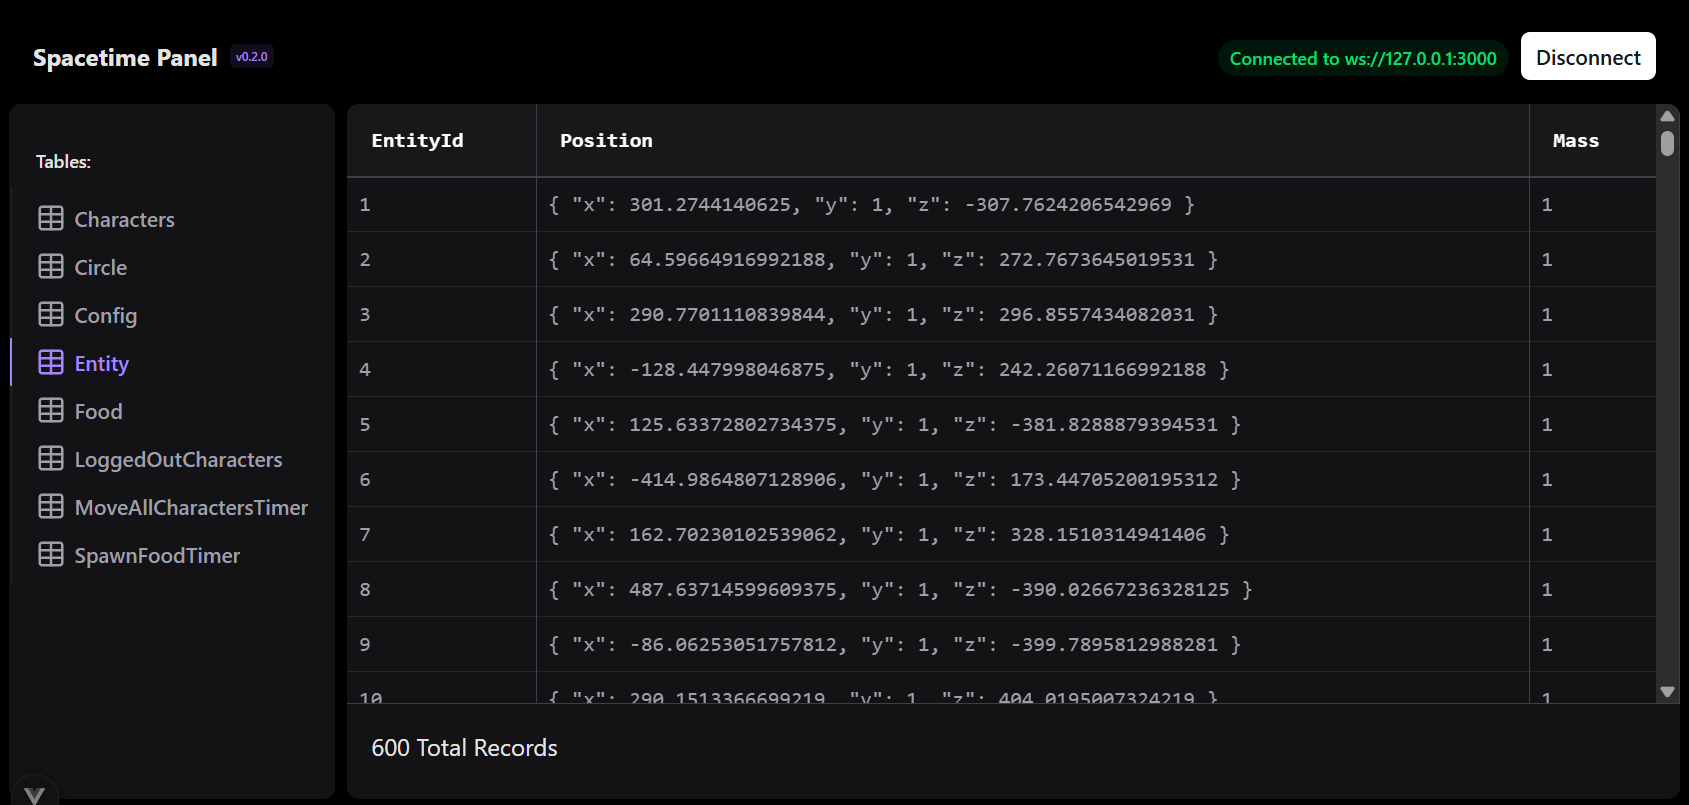 Spacetime Panel v0.2.0
Connected to ws://127.0.0.1:3000 Disconnect
Tables:
Characters
Circle
Config
Entity
Food
LoggedOutCharacters
MoveAllCharactersTimer
SpawnFoodTimer
EntityId Position Mass
1 { "x": 301.2744140625, "y": 1, "z": -307.7624206542969 } 1
2 { "x": 64.59664916992188, "y": 1, "z": 272.7673645019531 } 1
3 { "x": 290.7701110839844, "y": 1, "z": 296.8557434082031 } 1
4 { "x": -128.447998046875, "y": 1, "z": 242.26071166992188 } 1
5 { "x": 125.63372802734375, "y": 1, "z": -381.8288879394531 } 1
6 { "x": -414.9864807128906, "y": 1, "z": 173.44705200195312 } 1
7 { "x": 162.70230102539062, "y": 1, "z": 328.1510314941406 } 1
8 { "x": 487.63714599609375, "y": 1, "z": -390.02667236328125 } 1
9 { "x": -86.06253051757812, "y": 1, "z": -399.7895812988281 } 1
10 { "x": 290.1513366699219, "y": 1, "z": 404.0195007324219 } 1
600 Total Records